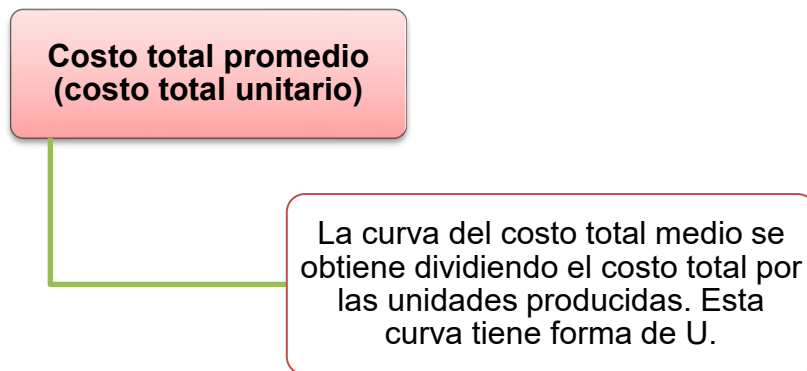 Costo total promedio
(costo total unitario)
La curva del costo total medio se
obtiene dividiendo el costo total por
las unidades producidas. Esta
curva tiene forma de U.